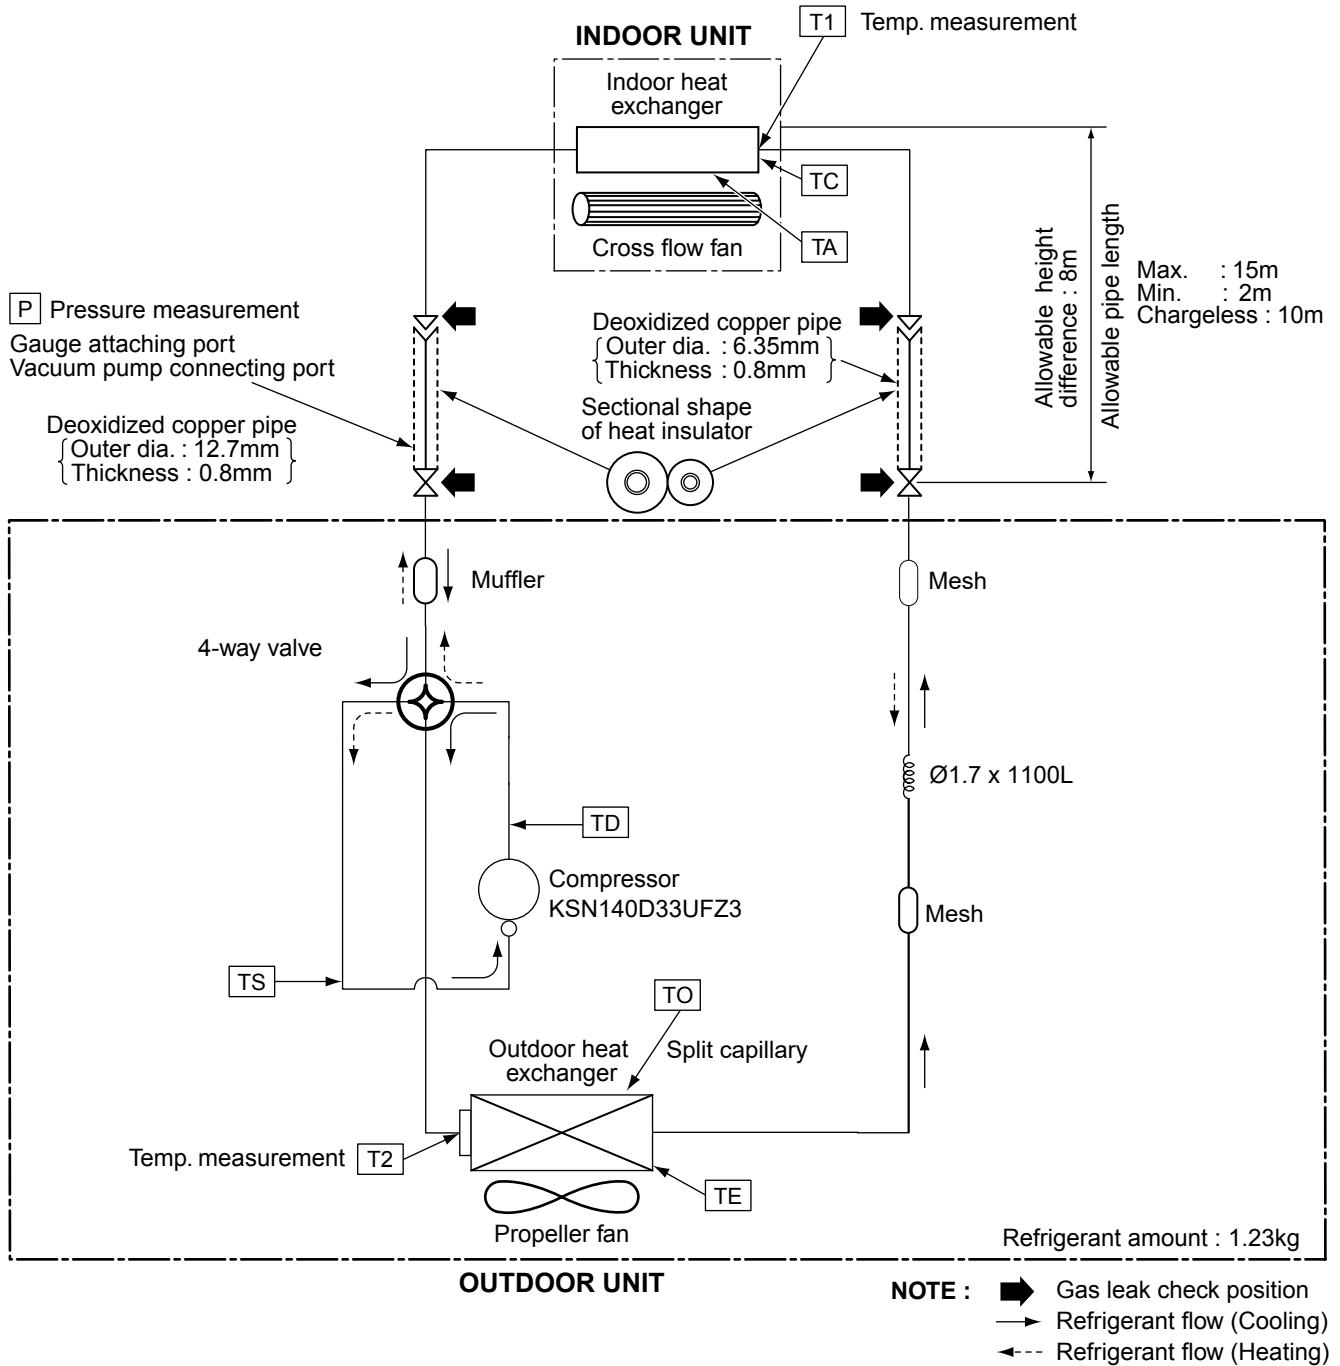 T1 Temp. measurement
INDOOR UNIT
Indoor heat
exchanger
TC
TA
Cross flow fan
Allowable height
difference : 8m
Allowable pipe length
Max. : 15m
Min. : 2m
Chargeless : 10m
P Pressure measurement
Gauge attaching port
Vacuum pump connecting port
Deoxidized copper pipe
Outer dia. : 12.7mm
Thickness : 0.8mm
Deoxidized copper pipe
Outer dia. : 6.35mm
Thickness : 0.8mm
Sectional shape
of heat insulator
Muffler
Mesh
4-way valve
Ø1.7 x 1100L
TD
Compressor
KSN140D33UFZ3
Mesh
TS
TO
Outdoor heat
exchanger
Split capillary
Temp. measurement T2
TE
Propeller fan
Refrigerant amount : 1.23kg
OUTDOOR UNIT
NOTE : Gas leak check position
Refrigerant flow (Cooling)
Refrigerant flow (Heating)